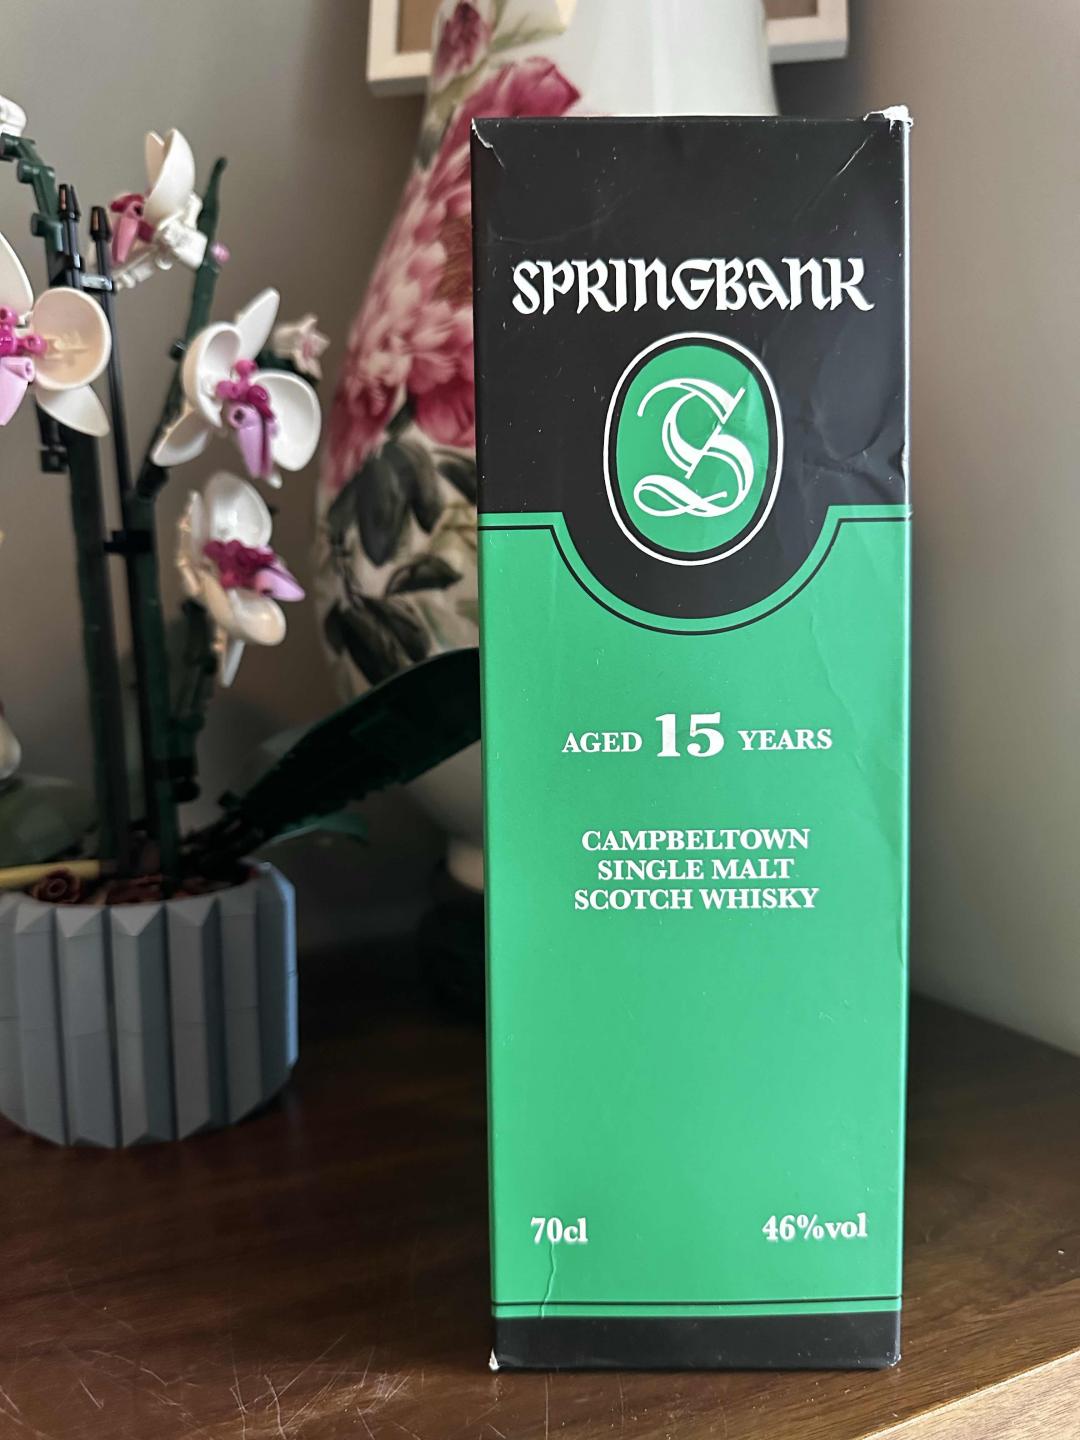 SPRINGBANK
S
AGED 15 YEARS
CAMPBELTOWN
SINGLE MALT
SCOTCH WHISKY
70cl 46%vol